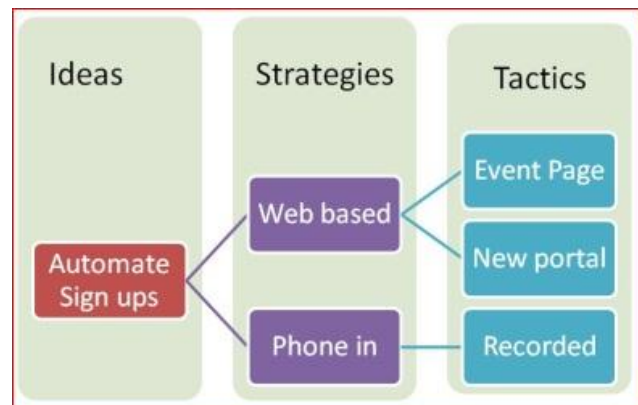 Ideas
Strategies
Tactics
Event Page
Web based
New portal
Automate
Sign ups
Phone in
Recorded